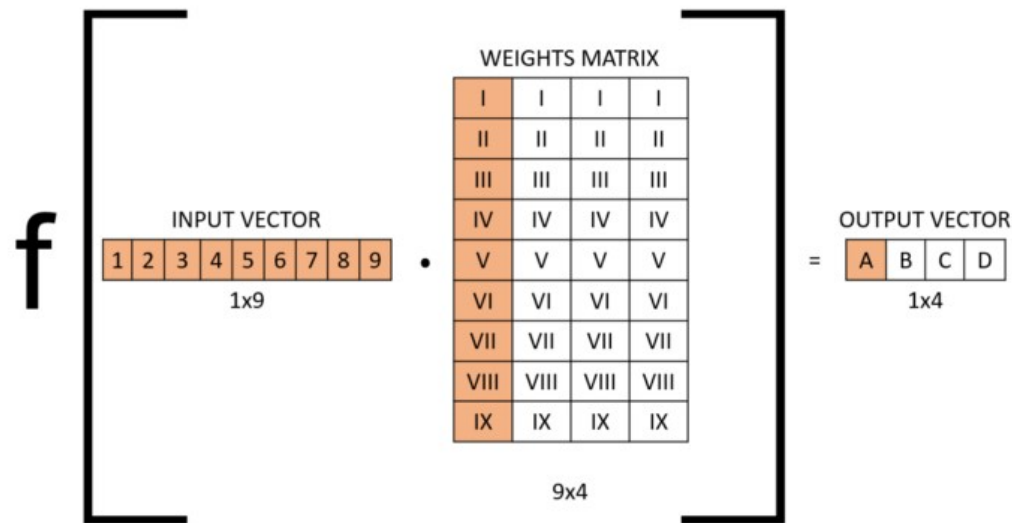 f
WEIGHTS MATRIX
I I I I
II II II II
III III III III
IV IV IV IV
V V V V
VI VI VI VI
VII VII VII VII
VIII VIII VIII VIII
IX IX IX IX
9x4
INPUT VECTOR
1 2 3 4 5 6 7 8 9
1x9
•
=
OUTPUT VECTOR
A B C D
1x4